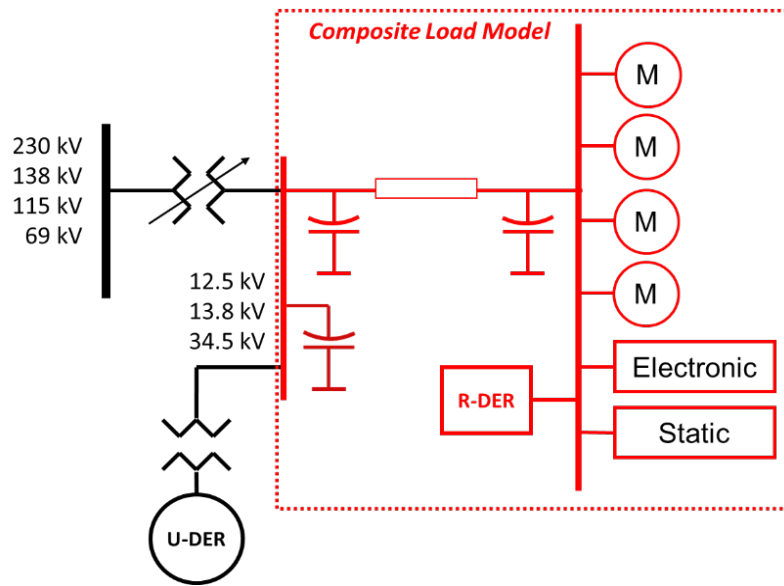 Composite Load Model
M
230 kV
138 kV
115 kV
69 kV
M
M
12.5 kV
13.8 kV
34.5 kV
M
Electronic
R-DER
Static
U-DER